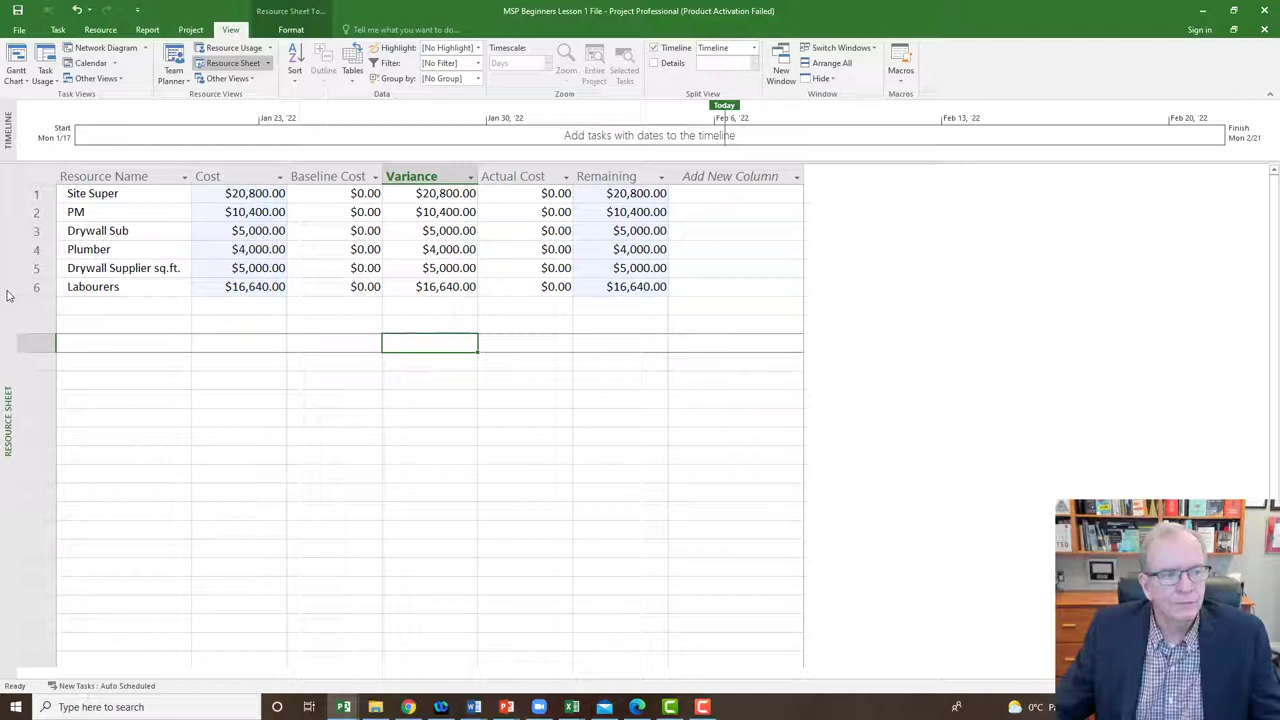 Resource Sheet To...
MSP Beginners Lesson 1 File - Project Professional (Product Activation Failed)
File Task Resource Report Project View Format Tell me what you want to do... Sign in
Gantt Chart Task Usage Network Diagram Calendar Other Views Task Views
Team Planner Resource Usage Resource Sheet Other Views Resource Views
Sort Outline Tables Highlight: [No Highlight] Filter: [No Filter] Group by: [No Group] Data
Timescale: Days Zoom Entire Project Selected Tasks Zoom
Timeline Timeline Details Split View
New Window Switch Windows Arrange All Hide Window
Macros Macros
TIMELINE
Today
Jan 23, '22 Jan 30, '22 Feb 6, '22 Feb 13, '22 Feb 20, '22
Start
Mon 1/17
Add tasks with dates to the timeline
Finish
Mon 2/21
Resource Name Cost Baseline Cost Variance Actual Cost Remaining Add New Column
1 Site Super $20,800.00 $0.00 $20,800.00 $0.00 $20,800.00
2 PM $10,400.00 $0.00 $10,400.00 $0.00 $10,400.00
3 Drywall Sub $5,000.00 $0.00 $5,000.00 $0.00 $5,000.00
4 Plumber $4,000.00 $0.00 $4,000.00 $0.00 $4,000.00
5 Drywall Supplier sq.ft. $5,000.00 $0.00 $5,000.00 $0.00 $5,000.00
6 Labourers $16,640.00 $0.00 $16,640.00 $0.00 $16,640.00
RESOURCE SHEET
Ready New Tasks : Auto Scheduled
Type here to search
0°C